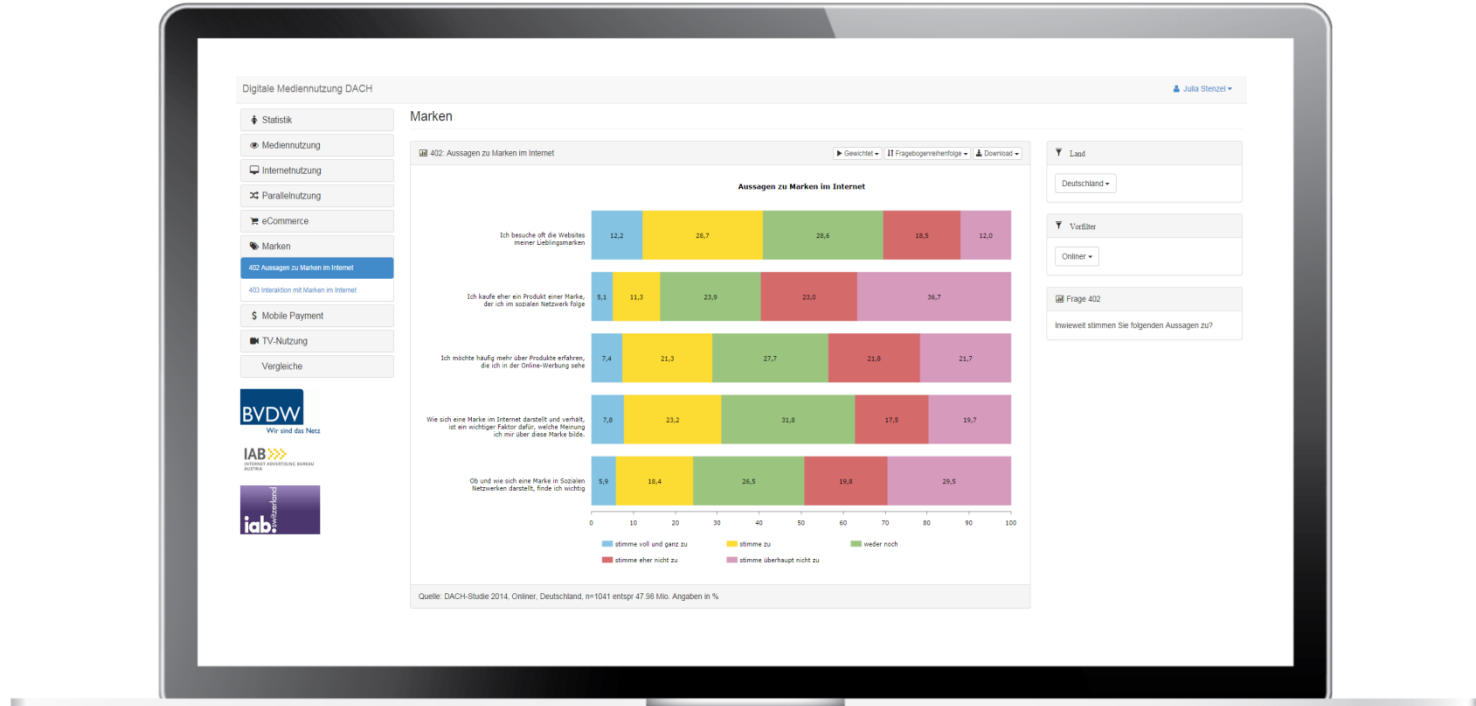 Digitale Mediennutzung DACH
Julia Stenzel
Statistik
Mediennutzung
Internetnutzung
Parallelnutzung
eCommerce
Marken
402 Aussagen zu Marken im Internet
403 Interaktion mit Marken im Internet
Mobile Payment
TV-Nutzung
Vergleiche
BVDW
Wir sind das Netz
IAB
INTERNET ADVERTISING BUREAU
AUSTRIA
iab.
switzerland
Marken
402: Aussagen zu Marken im Internet
Gewichtet
Fragebogenreihenfolge
Download
Aussagen zu Marken im Internet
Ich besuche oft die Websites
meiner Lieblingsmarken
12,2 28,7 28,6 18,5 12,0
Ich kaufe eher ein Produkt einer Marke,
der ich im sozialen Netzwerk folge
5,1 11,3 23,9 23,0 36,7
Ich möchte häufig mehr über Produkte erfahren,
die ich in der Online-Werbung sehe
7,4 21,3 27,7 21,8 21,7
Wie sich eine Marke im Internet darstellt und verhält,
ist ein wichtiger Faktor dafür, welche Meinung
ich mir über diese Marke bilde.
7,8 23,2 31,8 17,5 19,7
Ob und wie sich eine Marke in Sozialen
Netzwerken darstellt, finde ich wichtig
5,9 18,4 26,5 19,8 29,5
0 10 20 30 40 50 60 70 80 90 100
stimme voll und ganz zu
stimme zu
weder noch
stimme eher nicht zu
stimme überhaupt nicht zu
Quelle: DACH-Studie 2014, Onliner, Deutschland, n=1041 entspr 47.98 Mio. Angaben in %
Land
Deutschland
Vorfilter
Onliner
Frage 402
Inwieweit stimmen Sie folgenden Aussagen zu?